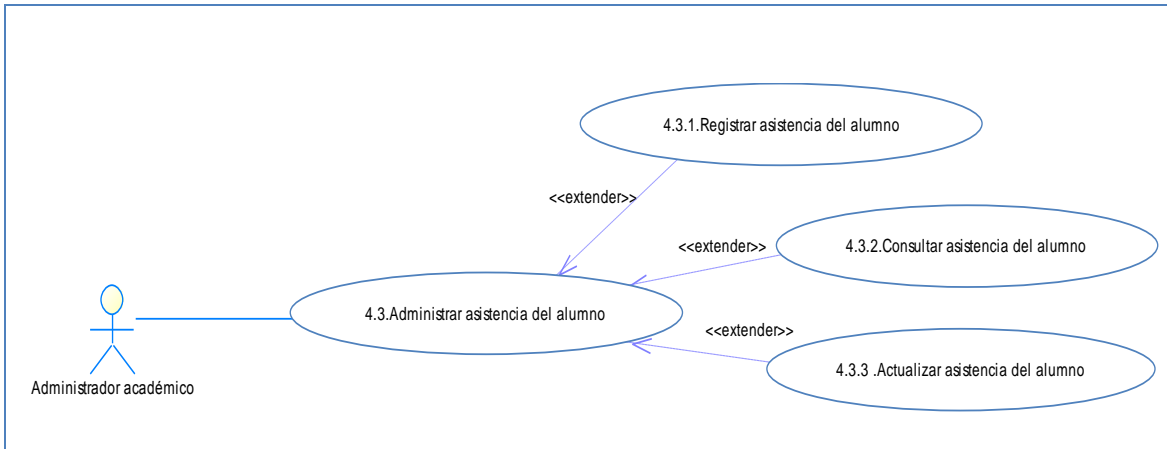 4.3.1.Registrar asistencia del alumno
<<extender>>
4.3.2.Consultar asistencia del alumno
<<extender>>
4.3.Administrar asistencia del alumno
<<extender>>
4.3.3 .Actualizar asistencia del alumno
Administrador académico